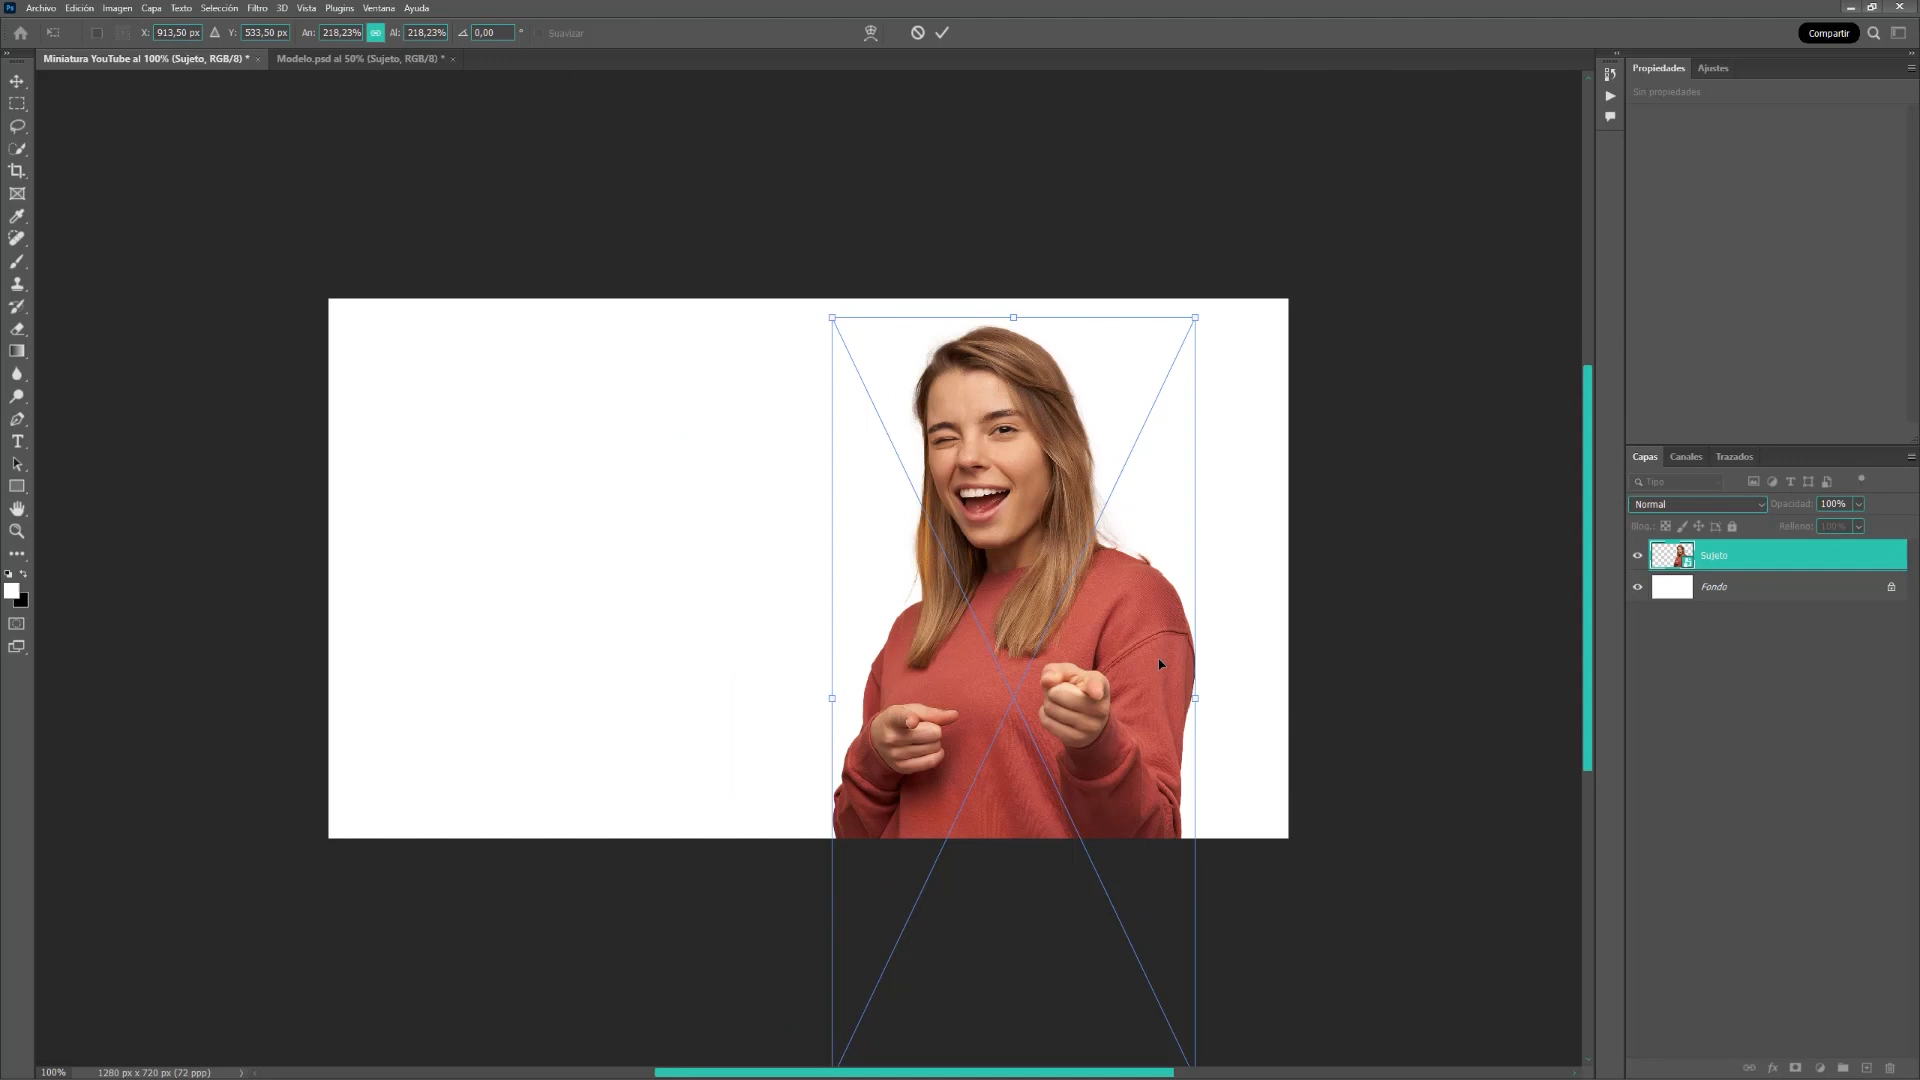 Ps Archivo Edición Imagen Capa Texto Selección Filtro 3D Vista Plugins Ventana Ayuda
X: 913,50 px Y: 533,50 px An: 218,23% Al: 218,23% 0,00 ° Suavizar
Compartir
Miniatura YouTube al 100% (Sujeto, RGB/8) * × Modelo.psd al 50% (Sujeto, RGB/8) * ×
Propiedades Ajustes
Sin propiedades
Capas Canales Trazados
Tipo
Normal Opacidad: 100%
Bloq.: Relleno: 100%
Sujeto
Fondo
100% 1280 px x 720 px (72 ppp)